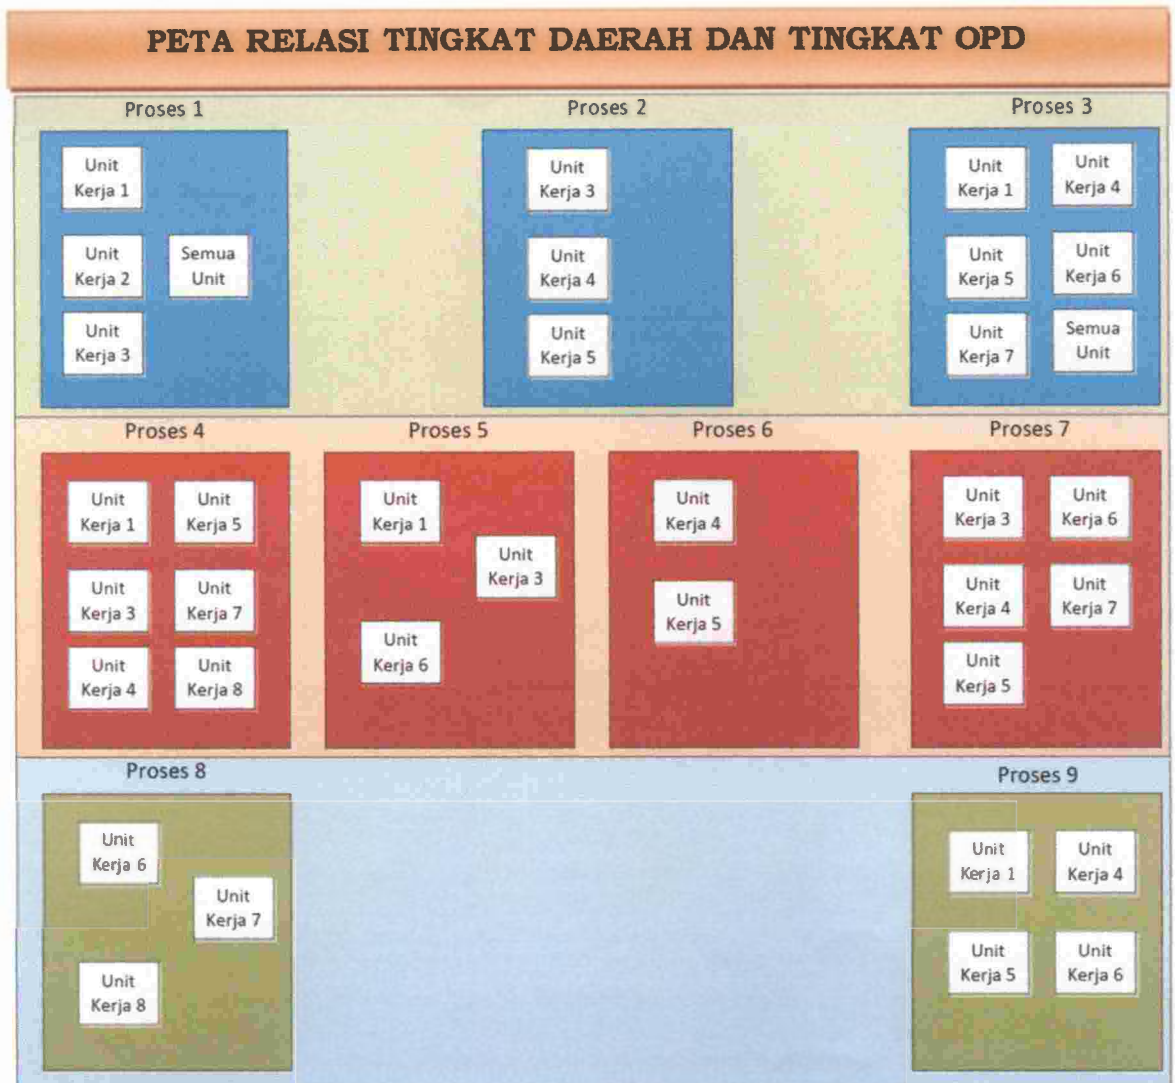 PETA RELASI TINGKAT DAERAH DAN TINGKAT OPD
Proses 1
Unit
Kerja 1
Unit
Kerja 2
Semua
Unit
Unit
Kerja 3
Proses 2
Unit
Kerja 3
Unit
Kerja 4
Unit
Kerja 5
Proses 3
Unit
Kerja 1
Unit
Kerja 4
Unit
Kerja 5
Unit
Kerja 6
Unit
Kerja 7
Semua
Unit
Proses 4
Unit
Kerja 1
Unit
Kerja 5
Unit
Kerja 3
Unit
Kerja 7
Unit
Kerja 4
Unit
Kerja 8
Proses 5
Unit
Kerja 1
Unit
Kerja 3
Unit
Kerja 6
Proses 6
Unit
Kerja 4
Unit
Kerja 5
Proses 7
Unit
Kerja 3
Unit
Kerja 6
Unit
Kerja 4
Unit
Kerja 7
Unit
Kerja 5
Proses 8
Unit
Kerja 6
Unit
Kerja 7
Unit
Kerja 8
Proses 9
Unit
Kerja 1
Unit
Kerja 4
Unit
Kerja 5
Unit
Kerja 6